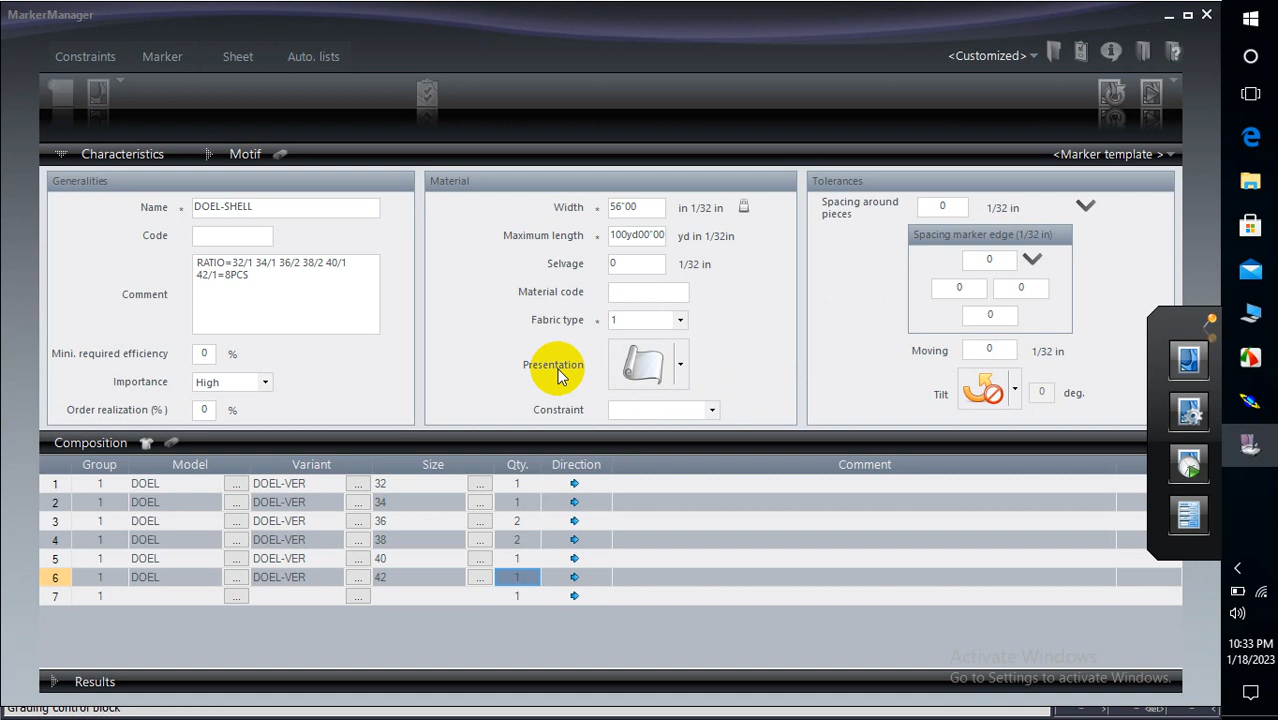 MarkerManager
Constraints Marker Sheet Auto. lists <Customized>
Characteristics Motif <Marker template >
Generalities
Name * DOEL-SHELL
Code
Comment RATIO=32/1 34/1 36/2 38/2 40/1
42/1=8PCS
Mini. required efficiency 0 %
Importance High
Order realization (% ) 0 %
Material
Width * 56"00 in 1/32 in
Maximum length * 100yd00"00 yd in 1/32in
Selvage 0 1/32 in
Material code
Fabric type * 1
Presentation
Constraint
Tolerances
Spacing around
pieces 0 1/32 in
Spacing marker edge (1/32 in)
0
0 0
0
Moving 0 1/32 in
Tilt 0 deg.
Composition
Group Model Variant Size Qty. Direction Comment
1 1 DOEL ... DOEL-VER ... 32 ... 1
2 1 DOEL ... DOEL-VER ... 34 ... 1
3 1 DOEL ... DOEL-VER ... 36 ... 2
4 1 DOEL ... DOEL-VER ... 38 ... 2
5 1 DOEL ... DOEL-VER ... 40 ... 1
6 1 DOEL ... DOEL-VER ... 42 ... 1
7 1 ... ... 1
Results
Activate Windows
Go to Settings to activate Windows.
Grading control block
10:33 PM
1/18/2023